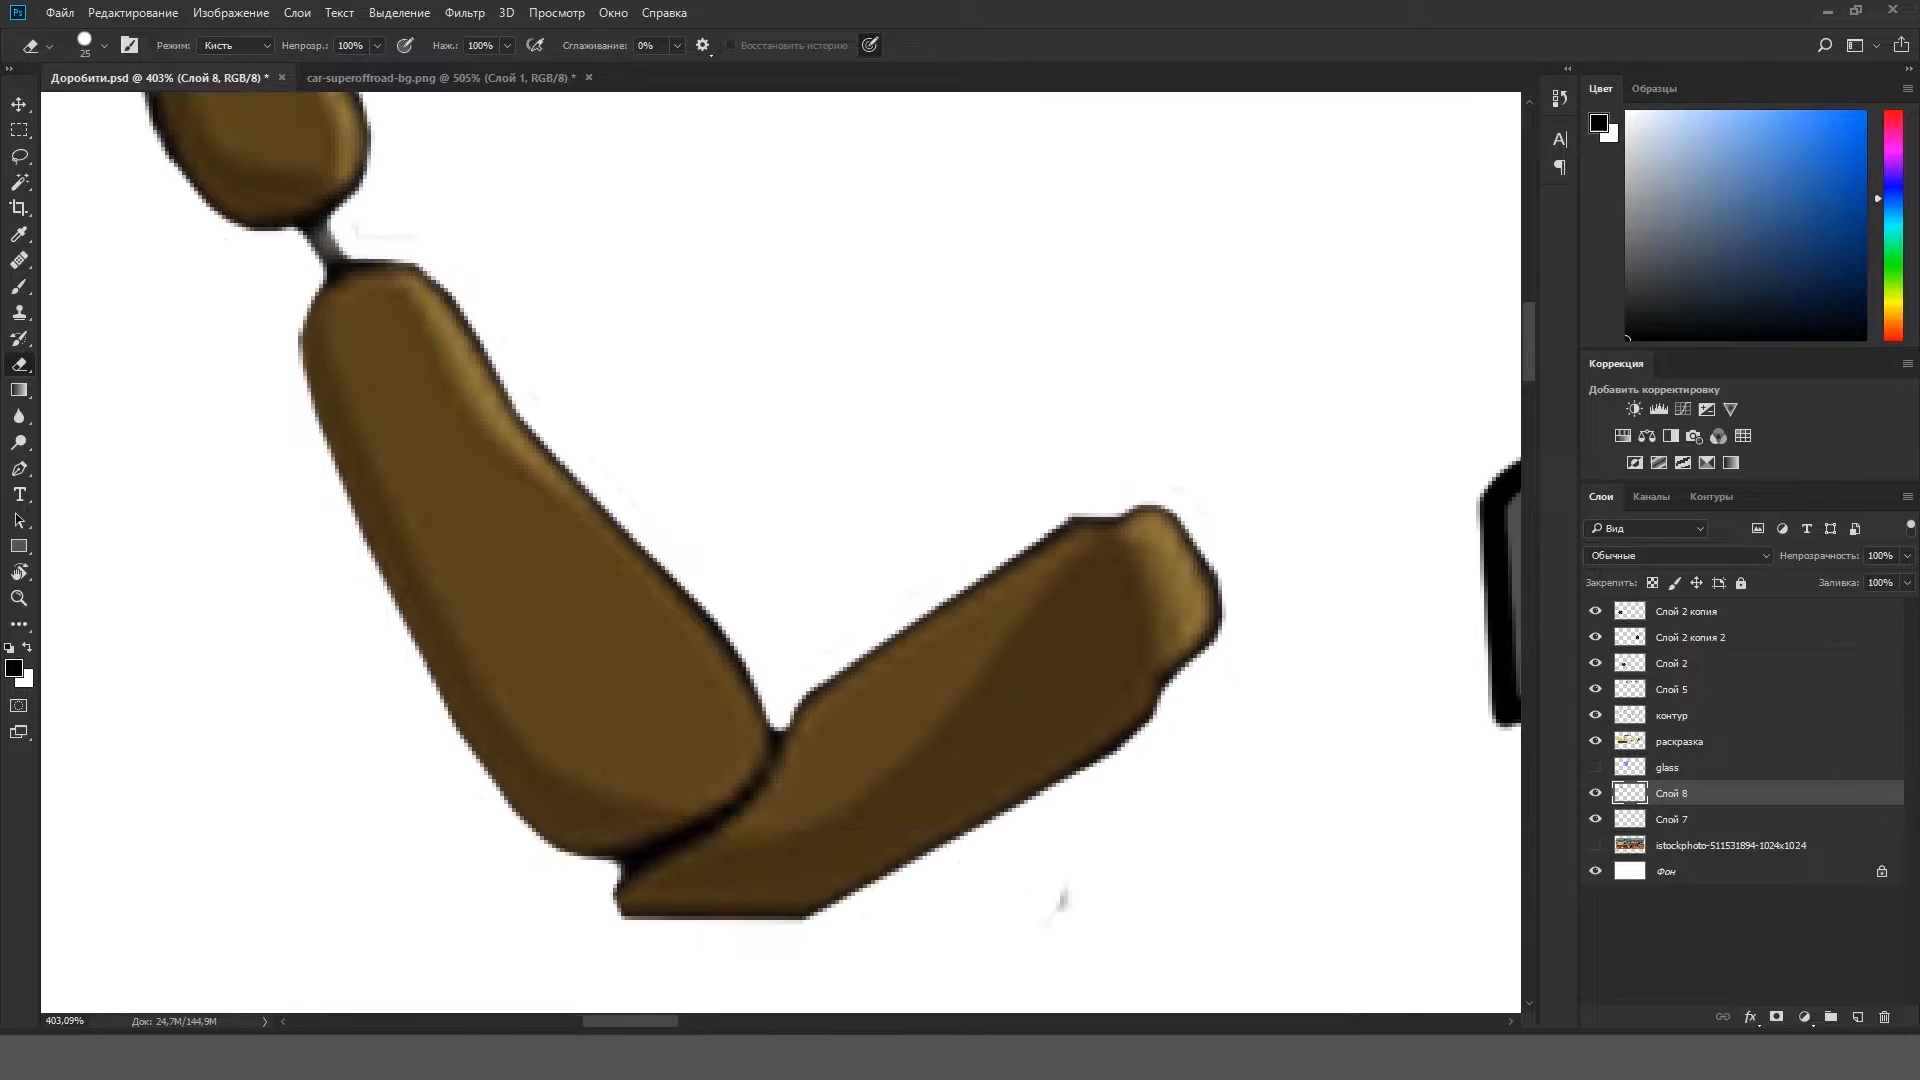 Ps Файл Редактирование Изображение Слои Текст Выделение Фильтр 3D Просмотр Окно Справка
25 Режим: Кисть Непрозр.: 100% Наж.: 100% Сглаживание: 0% Восстановить историю
Доробити.psd @ 403% (Слой 8, RGB/8) * × car-superoffroad-bg.png @ 505% (Слой 1, RGB/8) * ×
Цвет Образцы
Коррекция
Добавить корректировку
Слои Каналы Контуры
Вид
Обычные Непрозрачность: 100%
Закрепить: Заливка: 100%
Слой 2 копия
Слой 2 копия 2
Слой 2
Слой 5
контур
раскразка
glass
Слой 8
Слой 7
istockphoto-511531894-1024x1024
Фон
fx
403,09% Док: 24,7M/144,9M